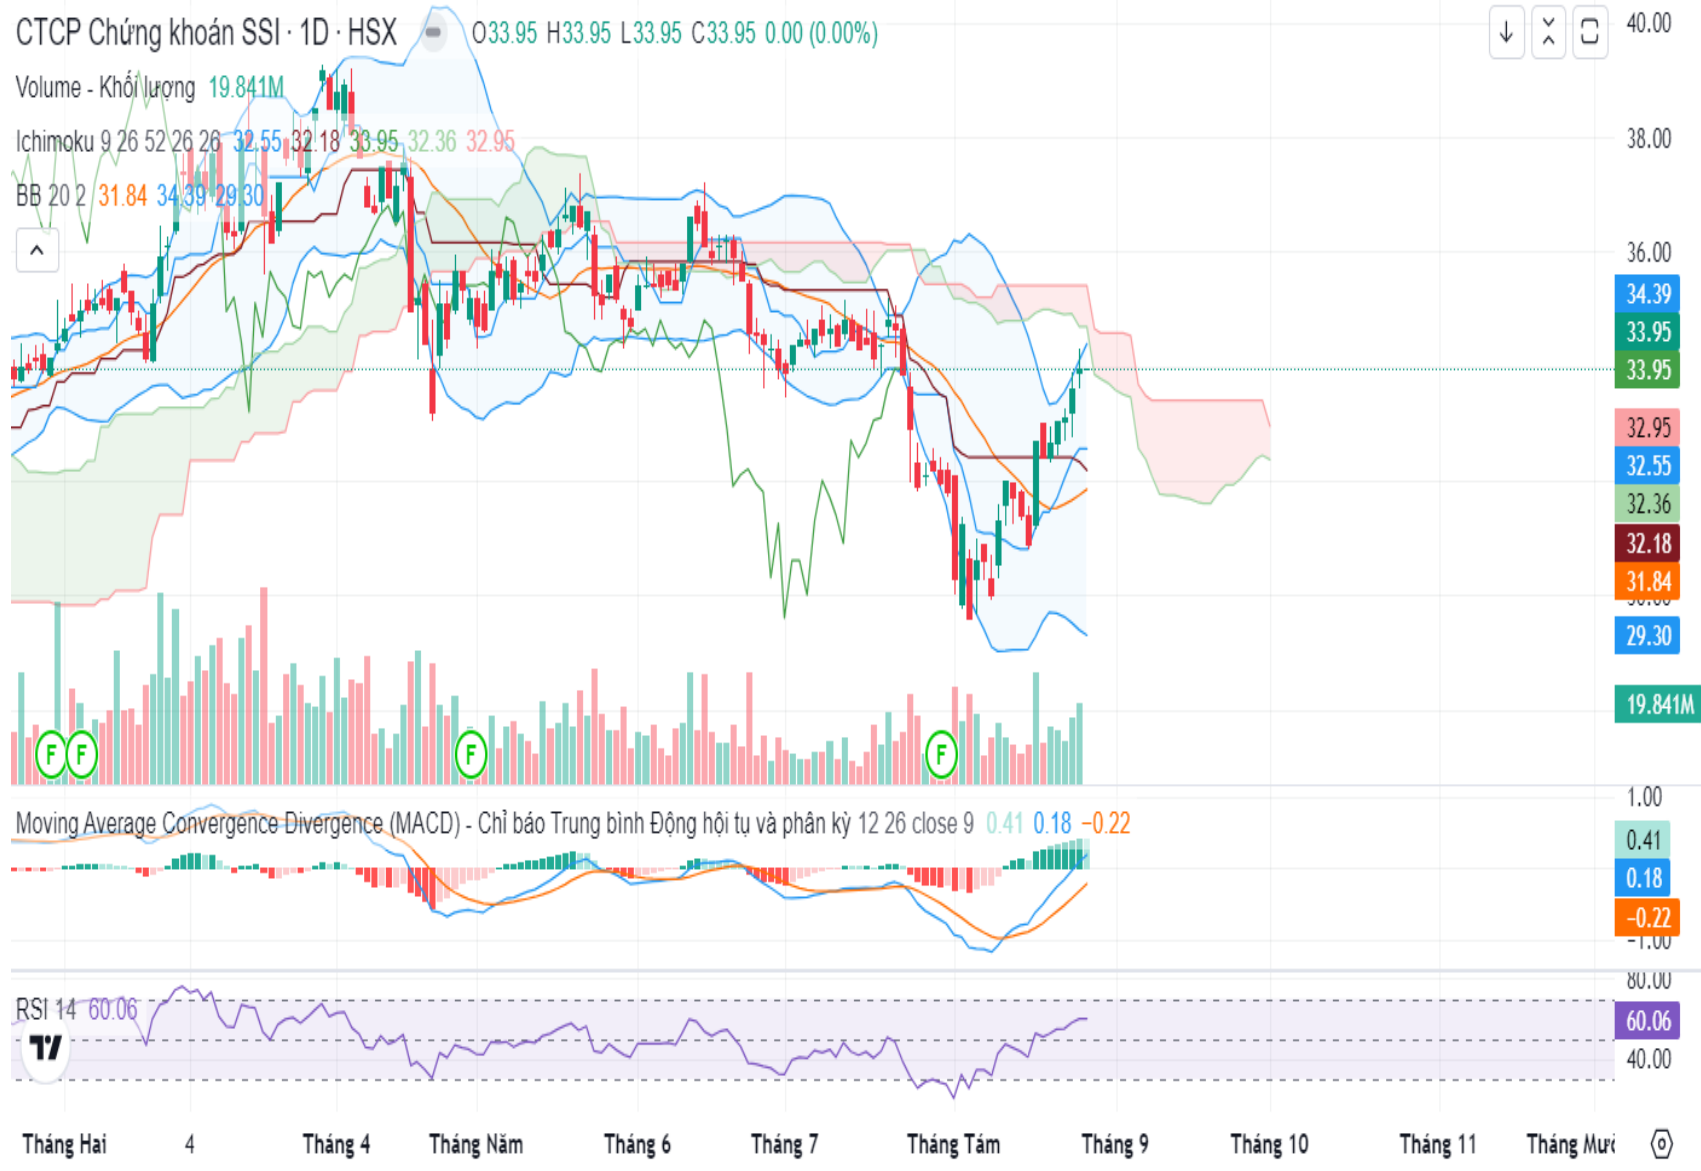 CTCP Chứng khoán SSI · 1D · HSX O33.95 H33.95 L33.95 C33.95 0.00 (0.00%)
Volume - Khối lượng 19.841M
Ichimoku 9 26 52 26 26 32.55 32.18 33.95 32.36 32.95
BB 20 2 31.84 34.39 29.30
40.00
38.00
36.00
34.39
33.95
33.95
32.95
32.55
32.36
32.18
31.84
30.00
29.30
19.841M
F F F F
1.00
Moving Average Convergence Divergence (MACD) - Chỉ báo Trung bình Động hội tụ và phân kỳ 12 26 close 9 0.41 0.18 −0.22
0.41
0.18
−0.22
−1.00
80.00
RSI 14 60.06
60.06
40.00
Tháng Hai 4 Tháng 4 Tháng Năm Tháng 6 Tháng 7 Tháng Tám Tháng 9 Tháng 10 Tháng 11 Tháng